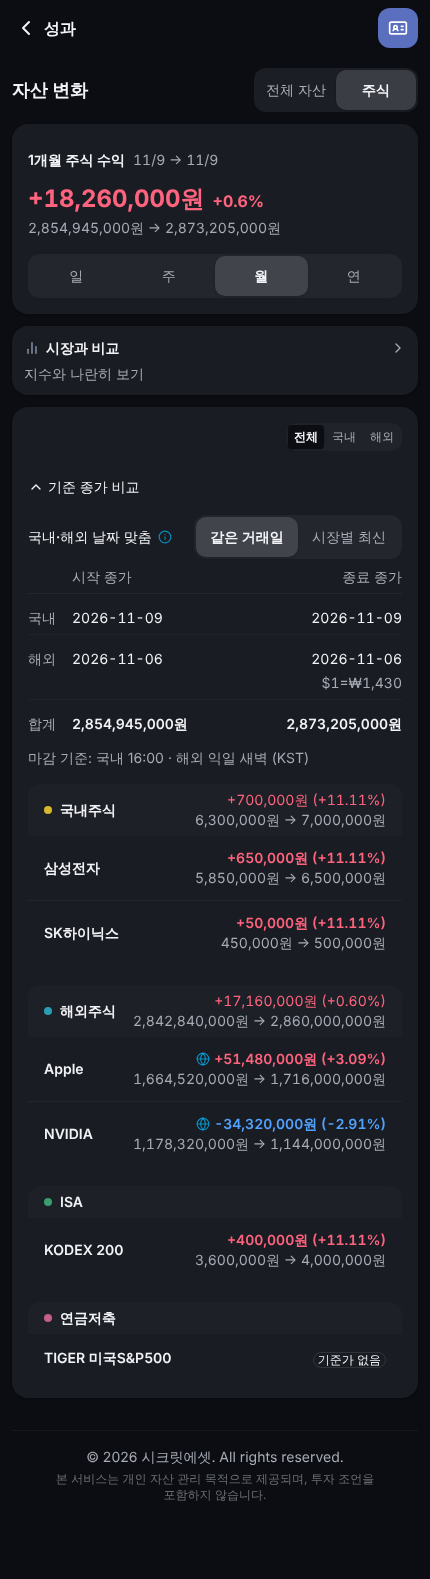 성과
자산 변화
전체 자산 주식
1개월 주식 수익 11/9 → 11/9
+18,260,000원 +0.6%
2,854,945,000원 → 2,873,205,000원
일 주 월 연
시장과 비교
지수와 나란히 보기
전체 국내 해외
기준 종가 비교
국내·해외 날짜 맞춤 같은 거래일 시장별 최신
시작 종가 종료 종가
국내 2026-11-09 2026-11-09
해외 2026-11-06 2026-11-06
$1=₩1,430
합계 2,854,945,000원 2,873,205,000원
마감 기준: 국내 16:00 · 해외 익일 새벽 (KST)
국내주식 +700,000원 (+11.11%)
6,300,000원 → 7,000,000원
삼성전자 +650,000원 (+11.11%)
5,850,000원 → 6,500,000원
SK하이닉스 +50,000원 (+11.11%)
450,000원 → 500,000원
해외주식 +17,160,000원 (+0.60%)
2,842,840,000원 → 2,860,000,000원
Apple +51,480,000원 (+3.09%)
1,664,520,000원 → 1,716,000,000원
NVIDIA -34,320,000원 (-2.91%)
1,178,320,000원 → 1,144,000,000원
ISA
KODEX 200 +400,000원 (+11.11%)
3,600,000원 → 4,000,000원
연금저축
TIGER 미국S&P500 기준가 없음
© 2026 시크릿에셋. All rights reserved.
본 서비스는 개인 자산 관리 목적으로 제공되며, 투자 조언을
포함하지 않습니다.